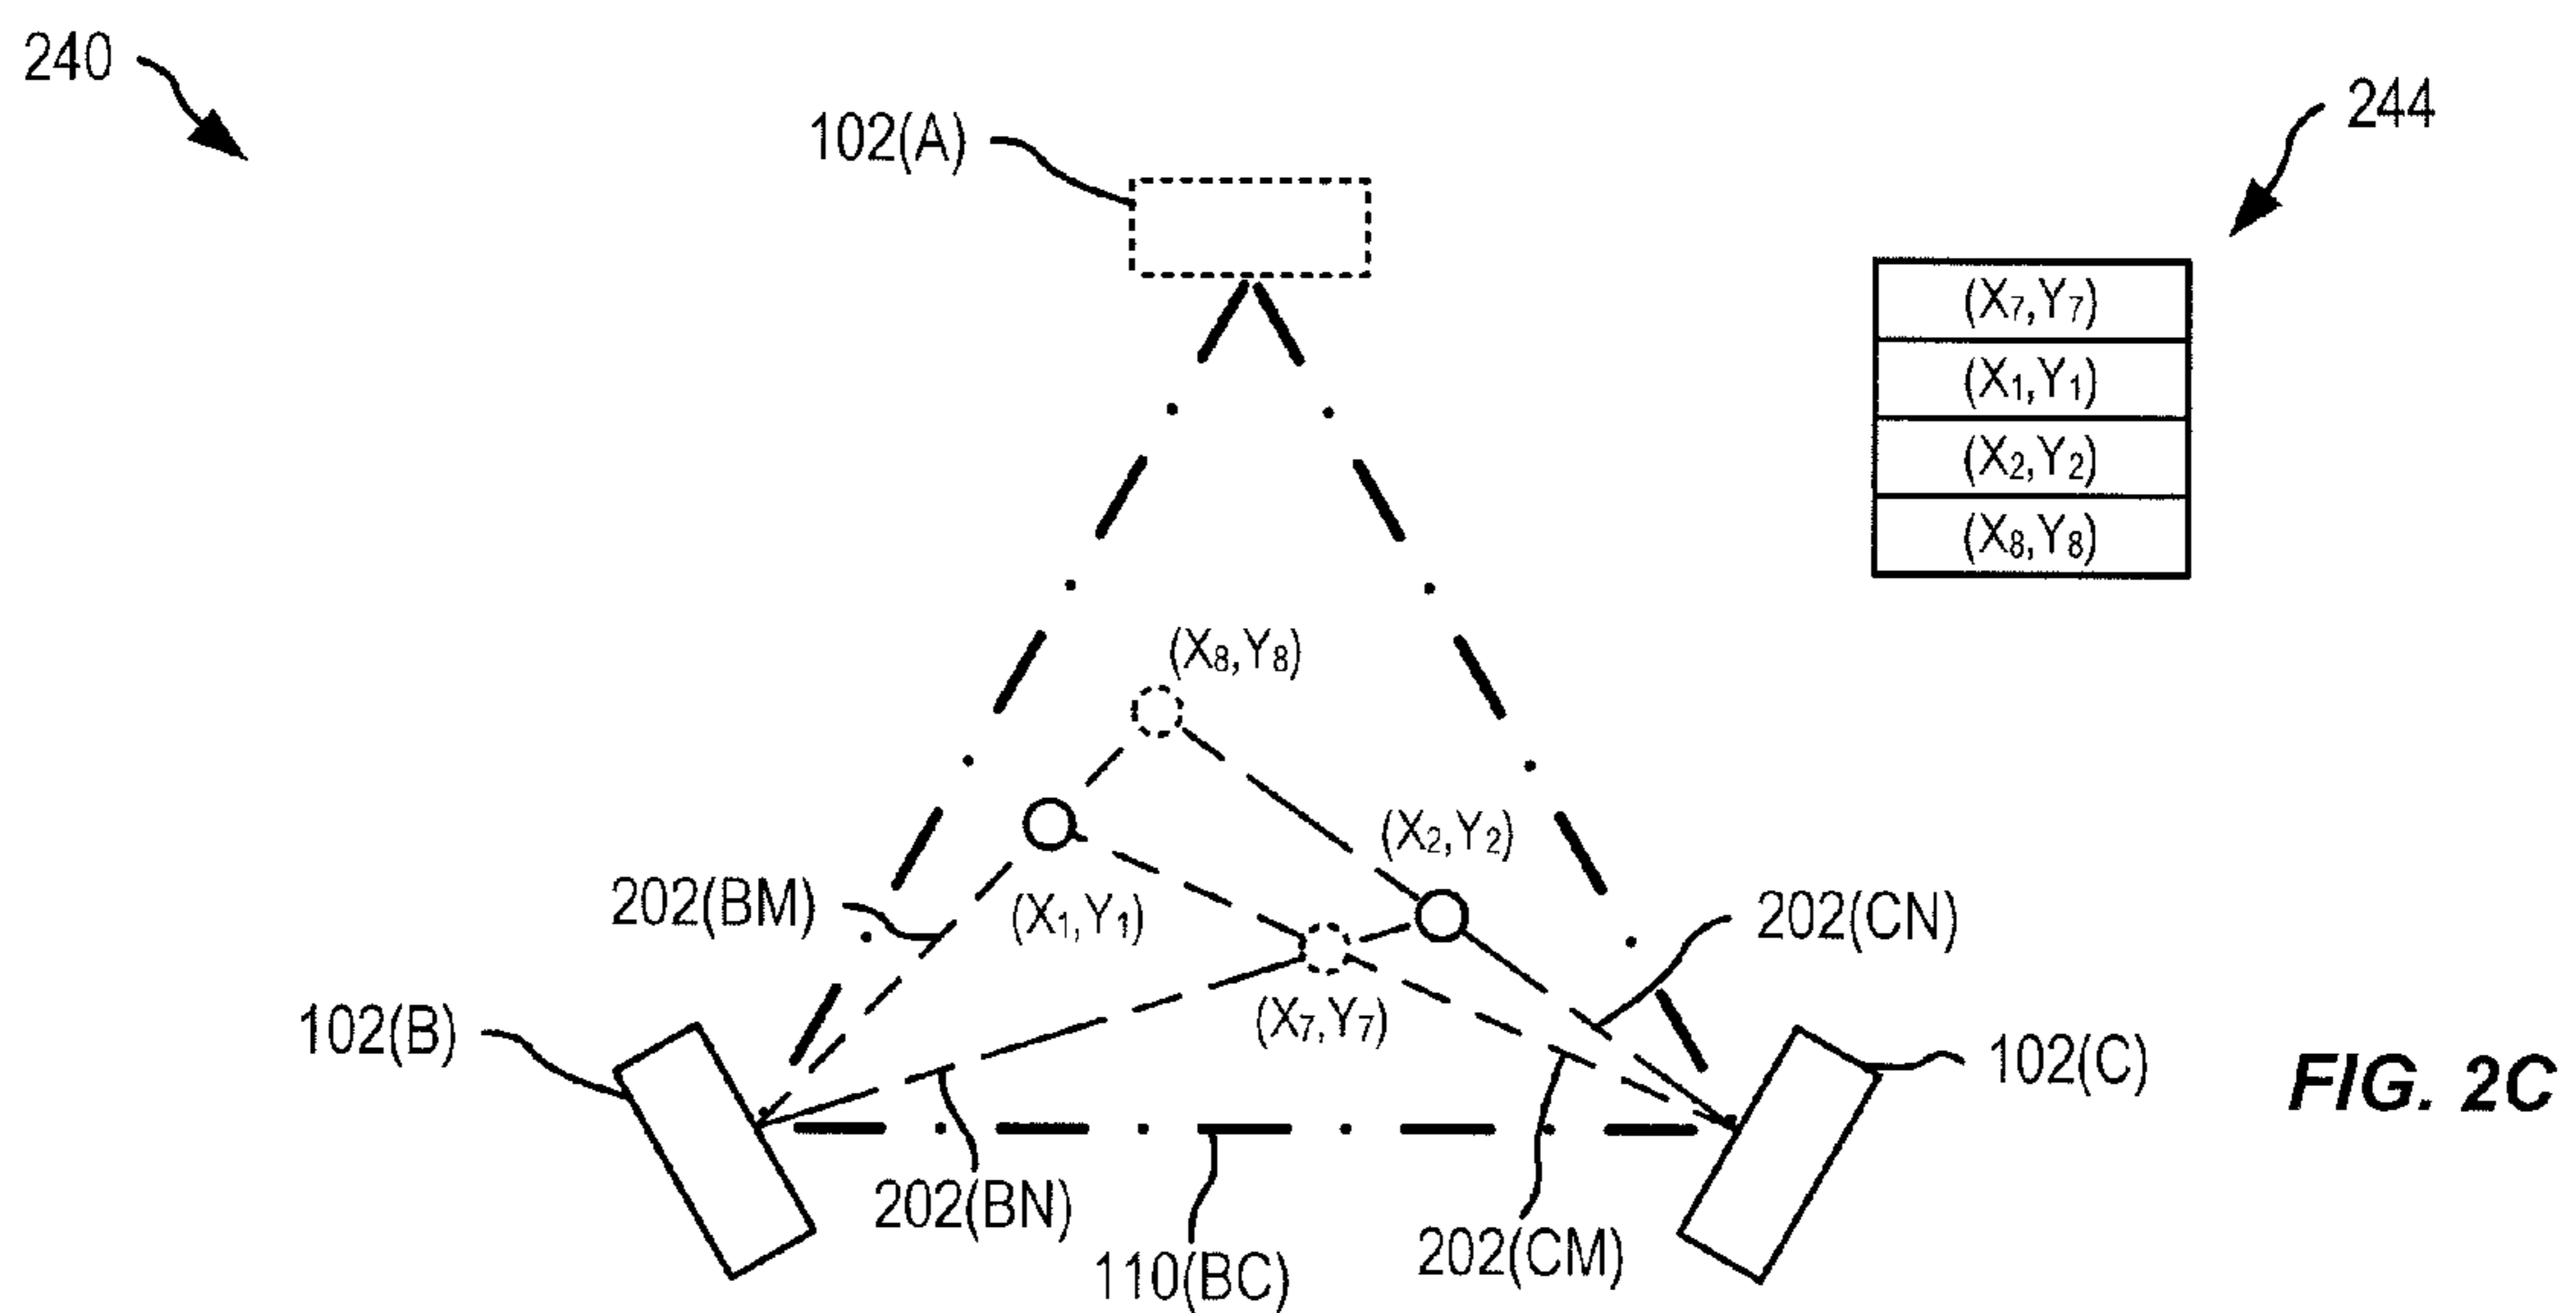 240
244
102(A)
(X₇,Y₇)
(X₁,Y₁)
(X₂,Y₂)
(X₈,Y₈)
(X₈,Y₈)
(X₂,Y₂)
202(BM)
(X₁,Y₁)
202(CN)
(X₇,Y₇)
102(B)
102(C)
FIG. 2C
202(BN)
202(CM)
110(BC)